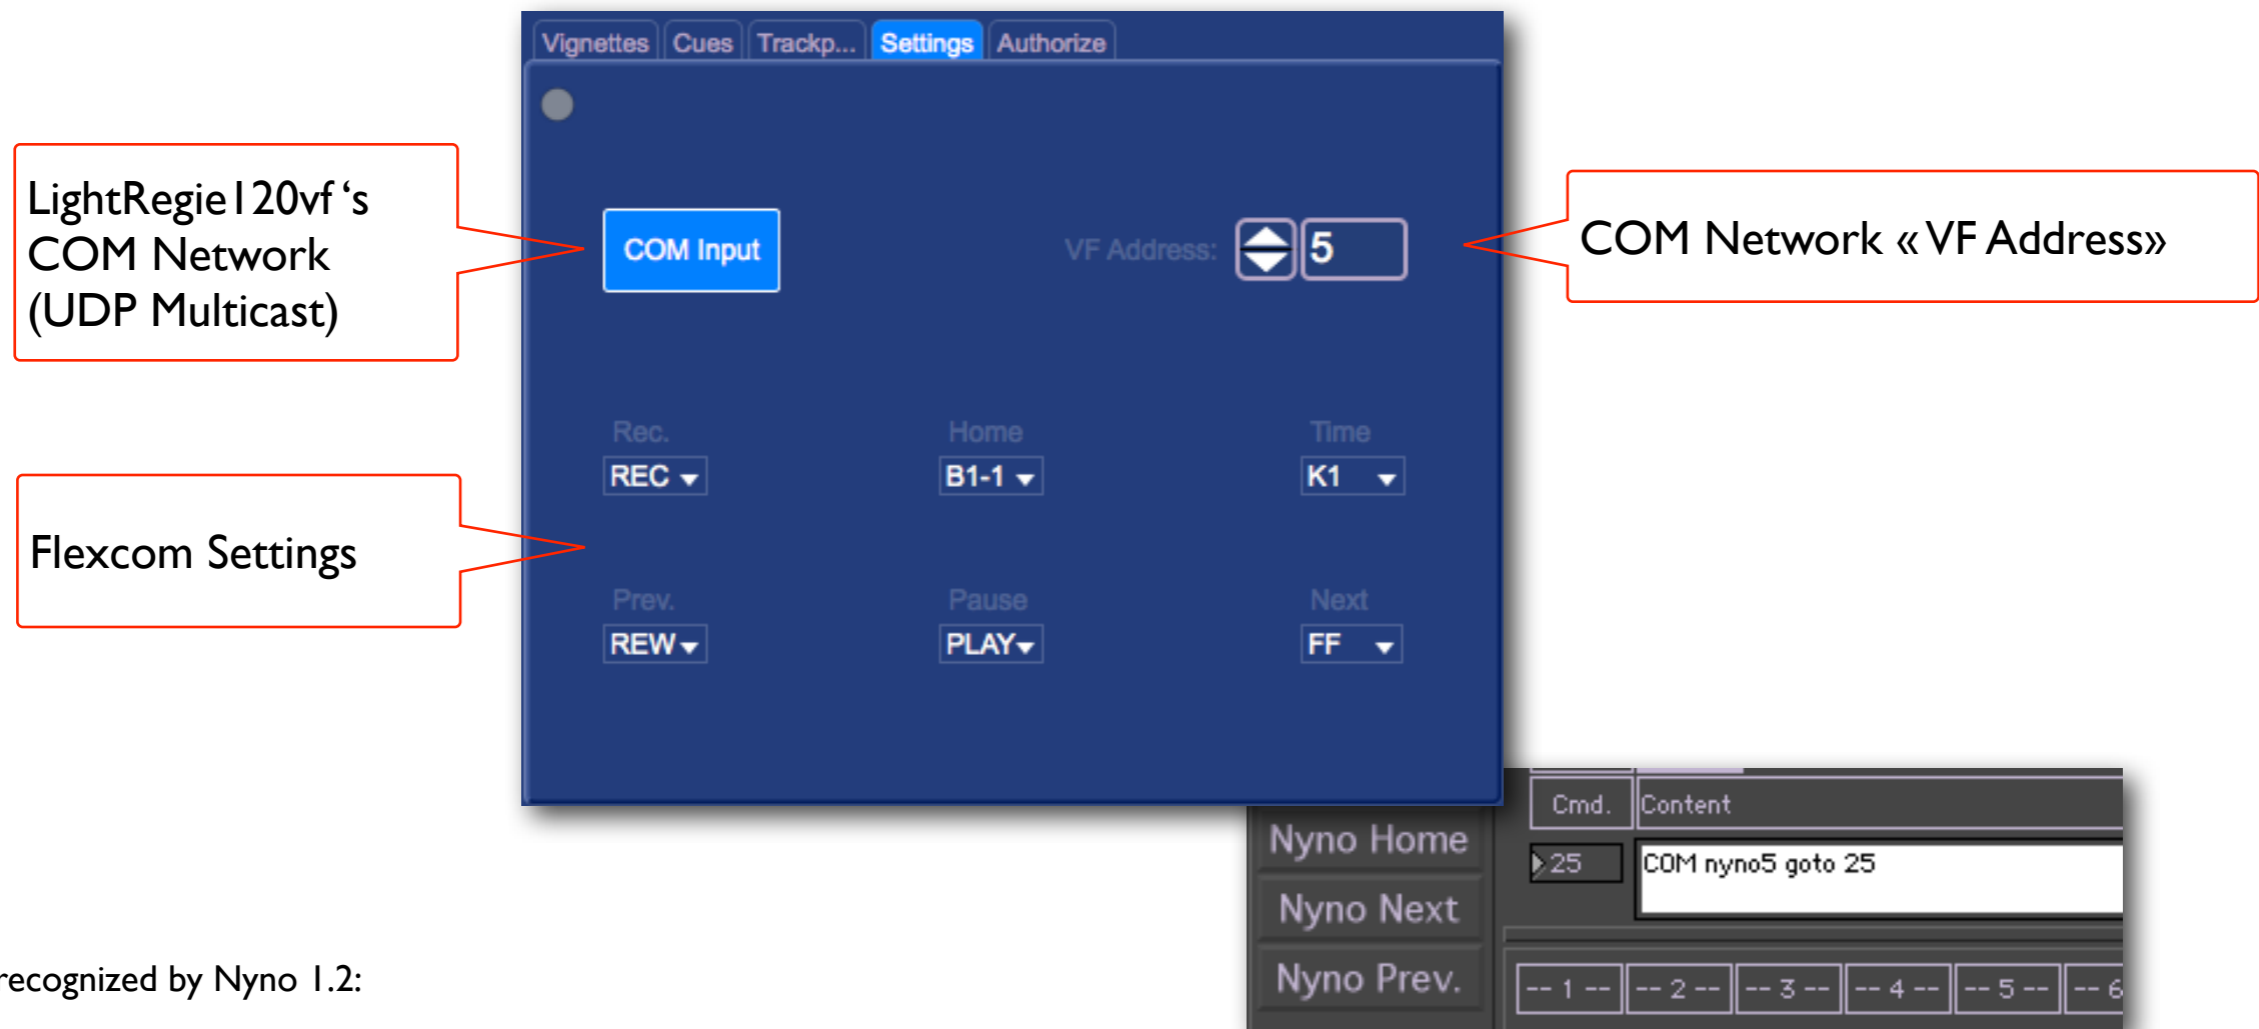 Vignettes Cues Trackp... Settings Authorize
LightRegie120vf ‘s
COM Network
(UDP Multicast)
COM Input VF Address: 5
COM Network « VF Address»
Rec. Home Time
REC B1-1 K1
Flexcom Settings
Prev. Pause Next
REW PLAY FF
Cmd. Content
Nyno Home
25 COM nyno5 goto 25
Nyno Next
recognized by Nyno 1.2:
Nyno Prev.
-- 1 -- -- 2 -- -- 3 -- -- 4 -- -- 5 -- -- 6